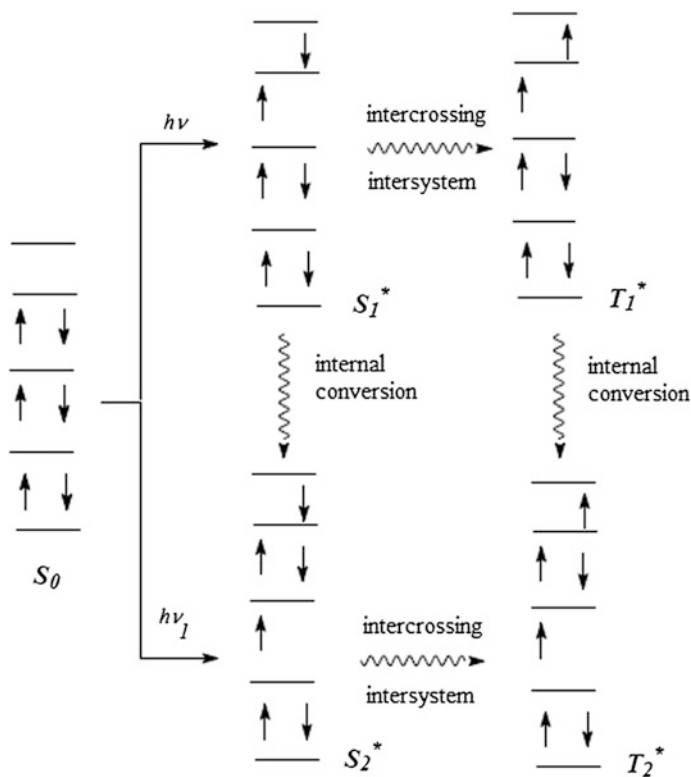 hν
intercrossing
intersystem
S₁*
T₁*
internal
conversion
internal
conversion
S₀
hν₁
intercrossing
intersystem
S₂*
T₂*